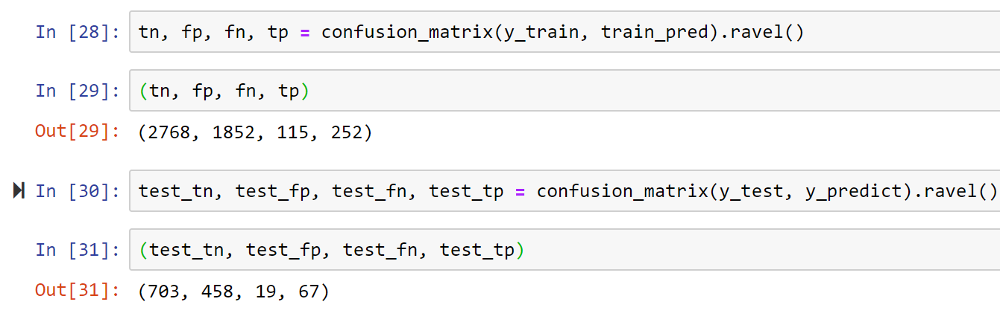 In [28]: tn, fp, fn, tp = confusion_matrix(y_train, train_pred).ravel()
In [29]: (tn, fp, fn, tp)
Out[29]: (2768, 1852, 115, 252)
In [30]: test_tn, test_fp, test_fn, test_tp = confusion_matrix(y_test, y_predict).ravel()
In [31]: (test_tn, test_fp, test_fn, test_tp)
Out[31]: (703, 458, 19, 67)